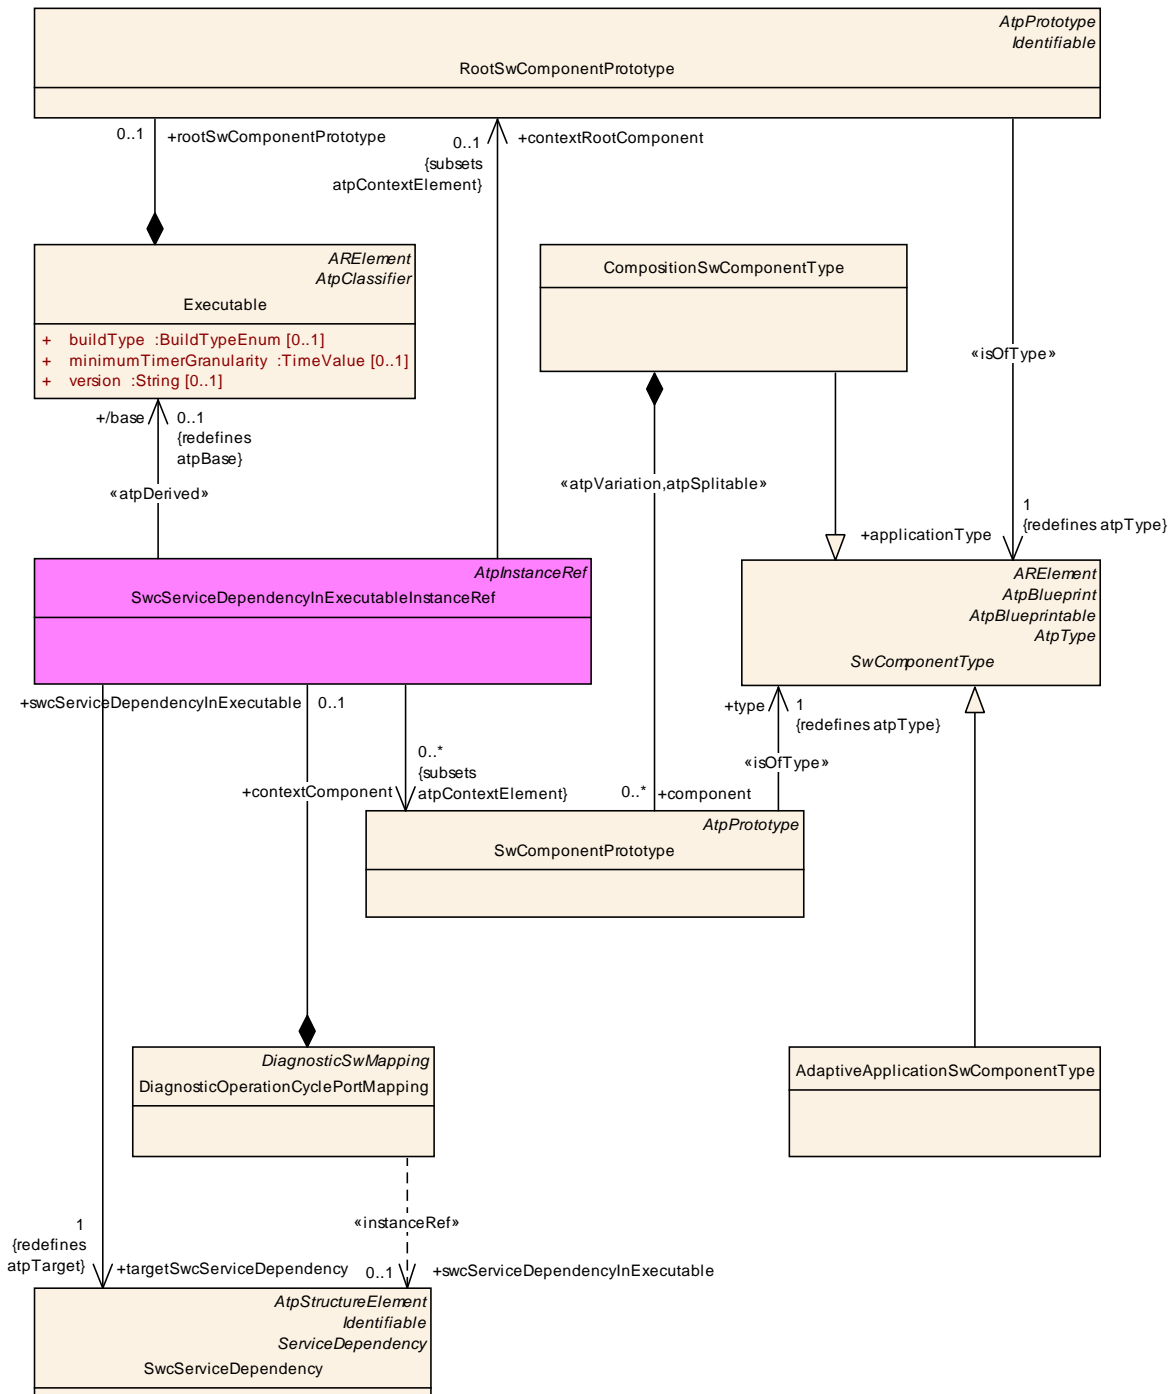 AtpPrototype
Identifiable
RootSwComponentPrototype
0..1
+rootSwComponentPrototype
0..1
{subsets
atpContextElement}
+contextRootComponent
ARElement
AtpClassifier
Executable
+ buildType :BuildTypeEnum [0..1]
+ minimumTimerGranularity :TimeValue [0..1]
+ version :String [0..1]
CompositionSwComponentType
«isOfType»
+/base
0..1
{redefines
atpBase}
«atpDerived»
«atpVariation,atpSplitable»
+applicationType
1
{redefines atpType}
AtpInstanceRef
SwcServiceDependencyInExecutableInstanceRef
ARElement
AtpBlueprint
AtpBlueprintable
AtpType
SwComponentType
+swcServiceDependencyInExecutable
0..1
+type
1
{redefines atpType}
«isOfType»
0..*
{subsets
atpContextElement}
+contextComponent
0..*
+component
AtpPrototype
SwComponentPrototype
DiagnosticSwMapping
DiagnosticOperationCyclePortMapping
AdaptiveApplicationSwComponentType
«instanceRef»
1
{redefines
atpTarget}
+targetSwcServiceDependency
0..1
+swcServiceDependencyInExecutable
AtpStructureElement
Identifiable
ServiceDependency
SwcServiceDependency